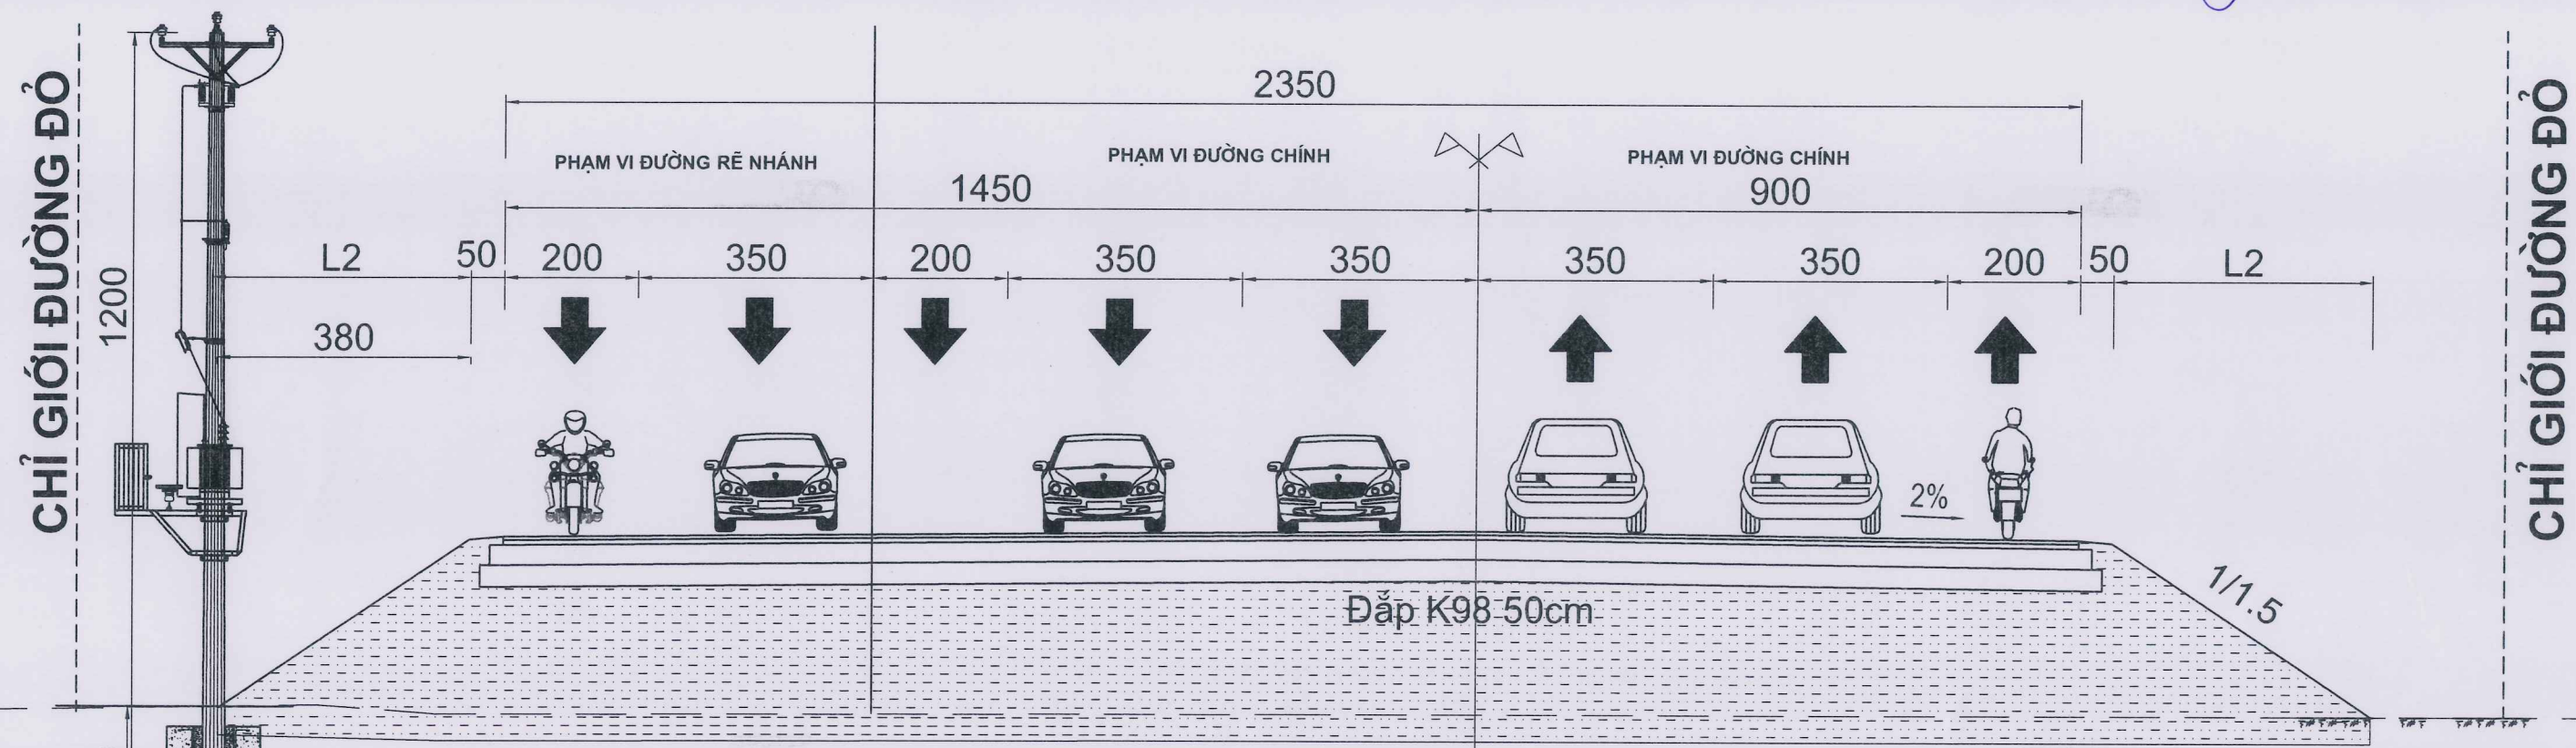 CHỈ GIỚI ĐƯỜNG ĐỎ
1200
2350
PHẠM VI ĐƯỜNG RẼ NHÁNH
PHẠM VI ĐƯỜNG CHÍNH
PHẠM VI ĐƯỜNG CHÍNH
1450
900
L2
50
200
350
200
350
350
350
350
200
50
L2
380
2%
1/1.5
Đắp K98 50cm
CHỈ GIỚI ĐƯỜNG ĐỎ